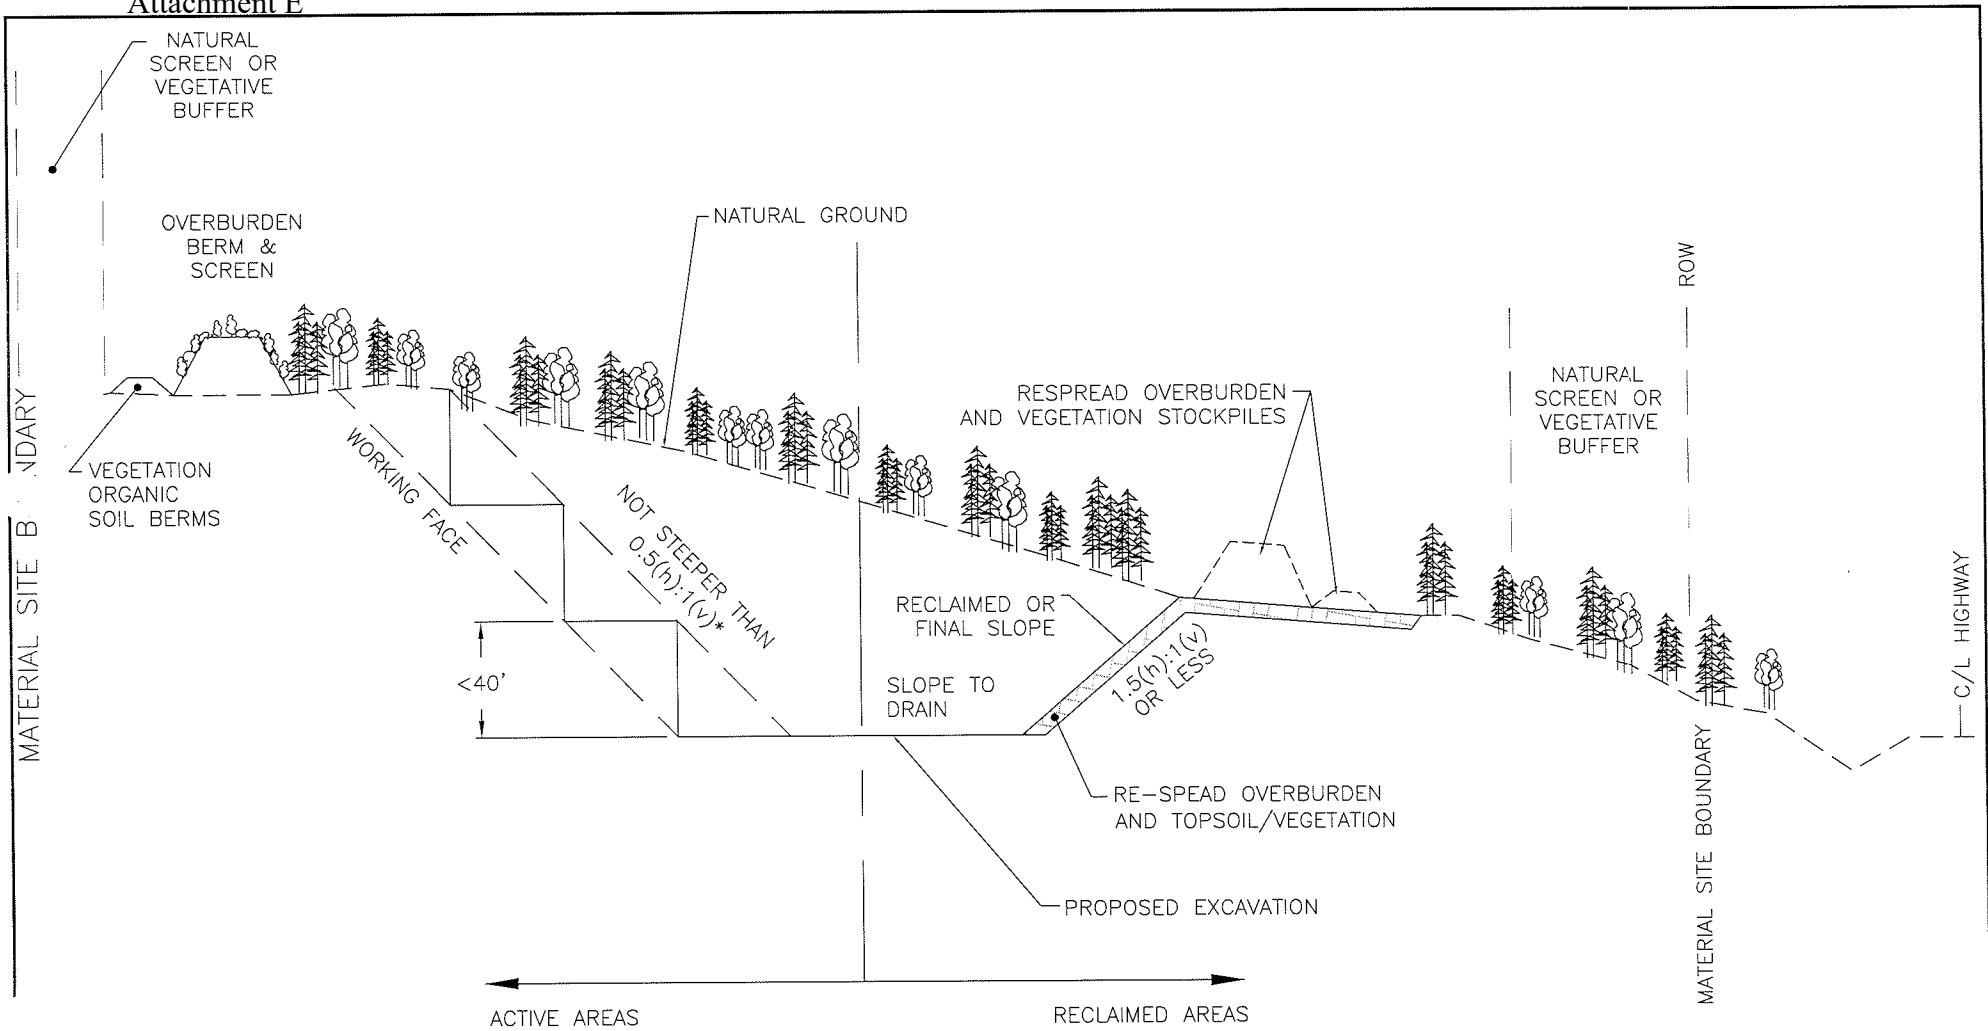 Attachment E
NATURAL
SCREEN OR
VEGETATIVE
BUFFER
OVERBURDEN
BERM &
SCREEN
NATURAL GROUND
ROW
MATERIAL SITE B NDARY
VEGETATION
ORGANIC
SOIL BERMS
WORKING FACE
NOT STEEPER THAN
0.5(h):1(v)*
RESPREAD OVERBURDEN
AND VEGETATION STOCKPILES
NATURAL
SCREEN OR
VEGETATIVE
BUFFER
RECLAIMED OR
FINAL SLOPE
1.5(h):1(v)
OR LESS
C/L HIGHWAY
<40'
SLOPE TO
DRAIN
RE-SPEAD OVERBURDEN
AND TOPSOIL/VEGETATION
MATERIAL SITE BOUNDARY
PROPOSED EXCAVATION
ACTIVE AREAS
RECLAIMED AREAS